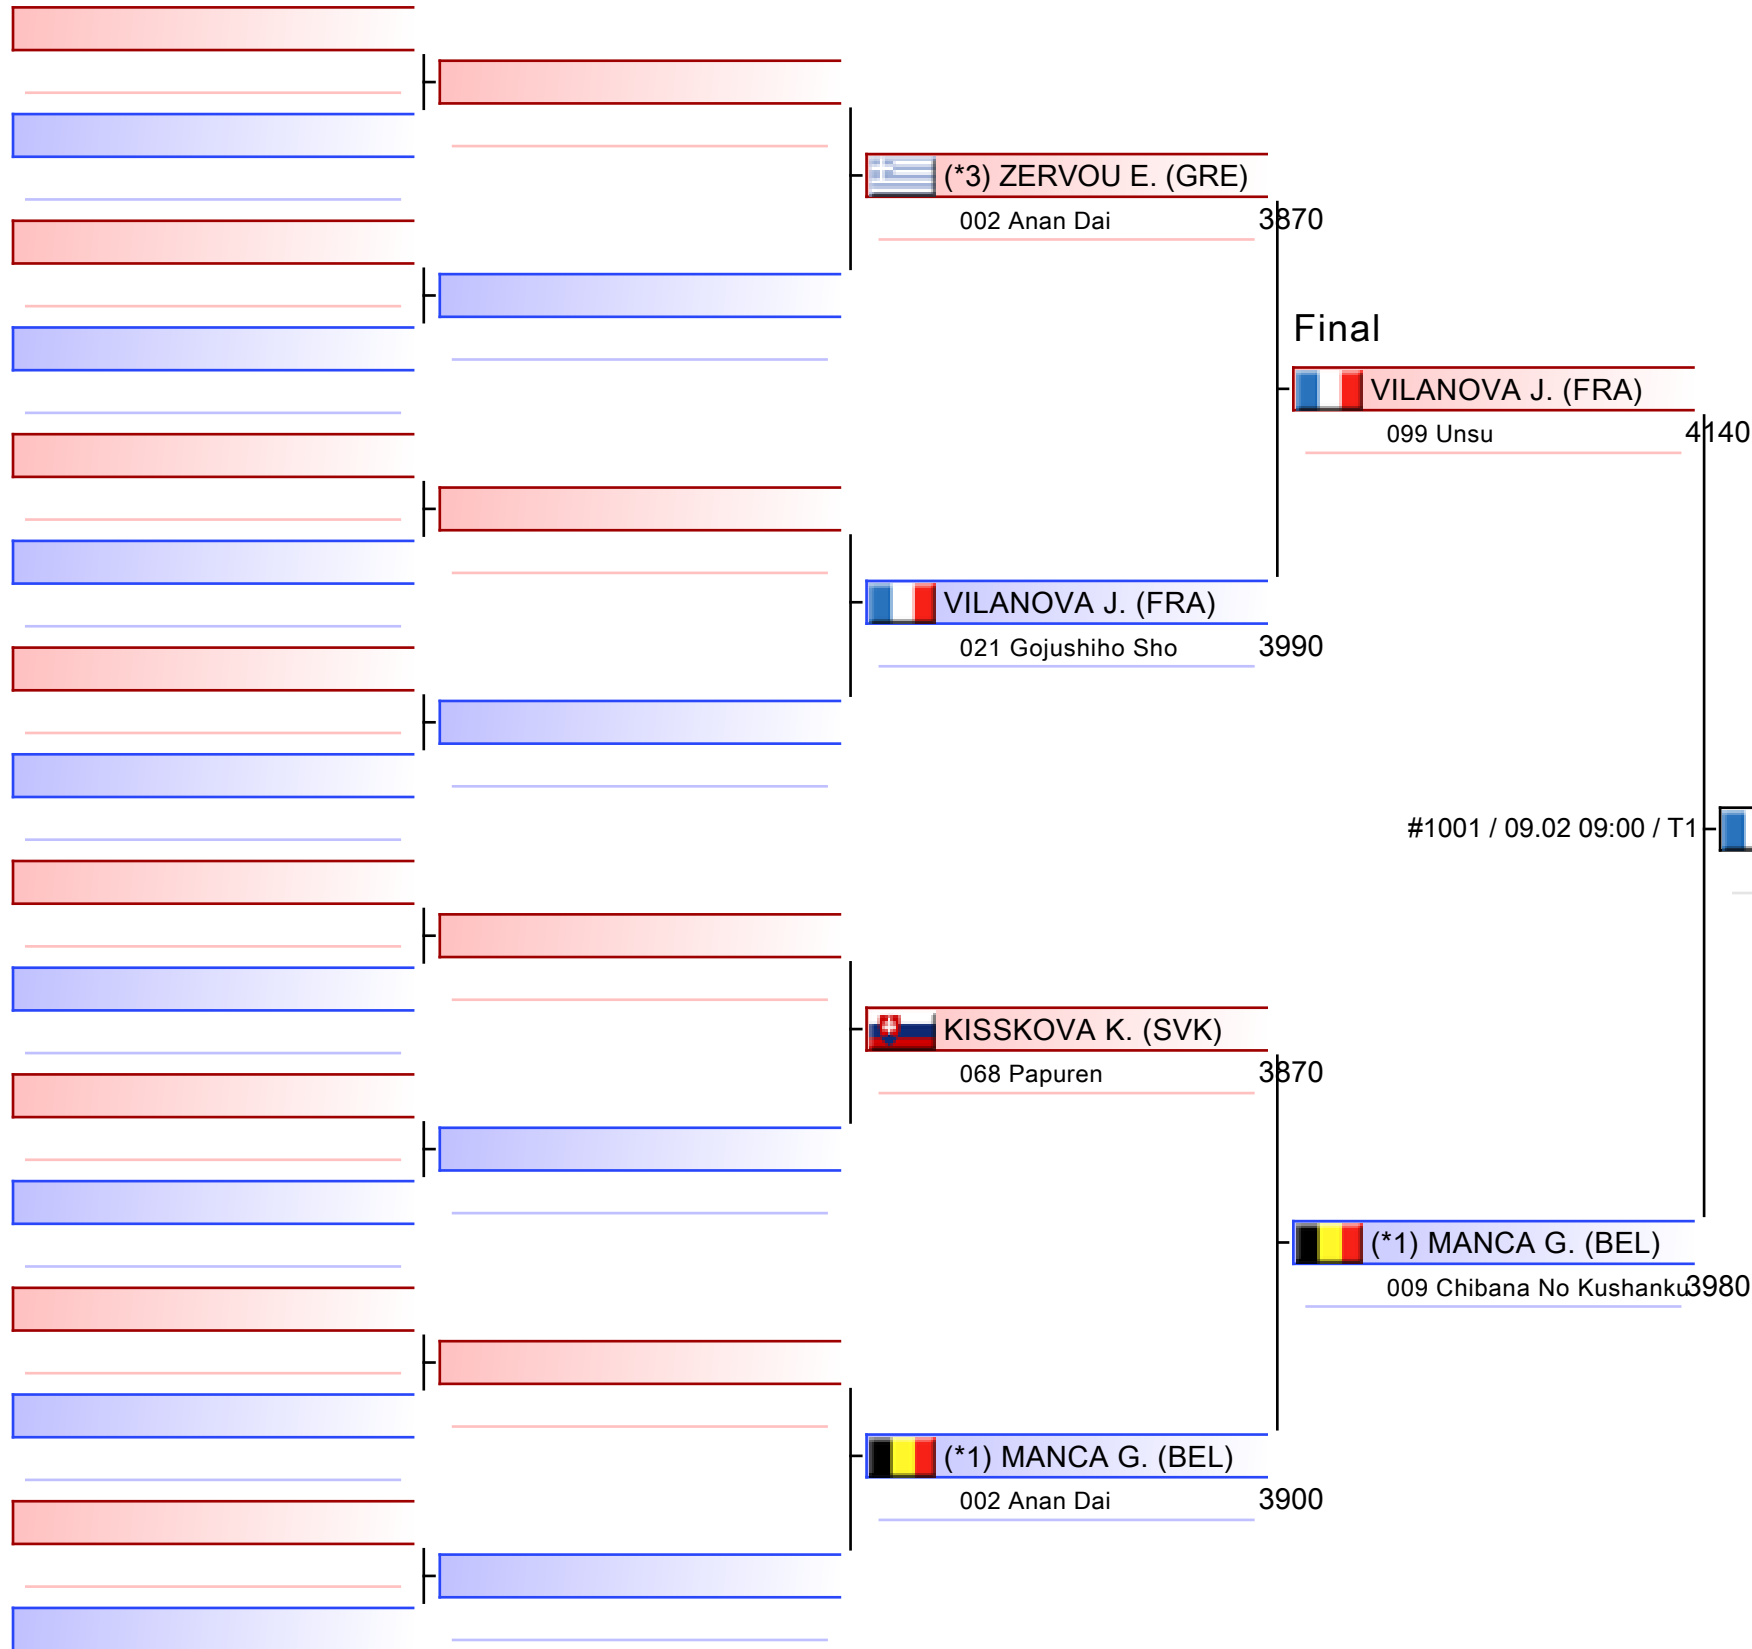 (*3) ZERVOU E. (GRE)
002 Anan Dai 3870
Final
VILANOVA J. (FRA)
099 Unsu 4140
VILANOVA J. (FRA)
021 Gojushiho Sho 3990
#1001 / 09.02 09:00 / T1
KISSKOVA K. (SVK)
068 Papuren 3870
(*1) MANCA G. (BEL)
009 Chibana No Kushanku 3980
(*1) MANCA G. (BEL)
002 Anan Dai 3900